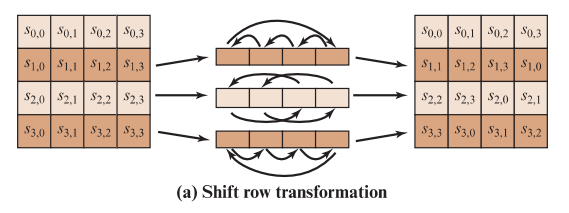 s0,0 s0,1 s0,2 s0,3 s0,0 s0,1 s0,2 s0,3
s1,0 s1,1 s1,2 s1,3 s1,1 s1,2 s1,3 s1,0
s2,0 s2,1 s2,2 s2,3 s2,2 s2,3 s2,0 s2,1
s3,0 s3,1 s3,2 s3,3 s3,3 s3,0 s3,1 s3,2
(a) Shift row transformation